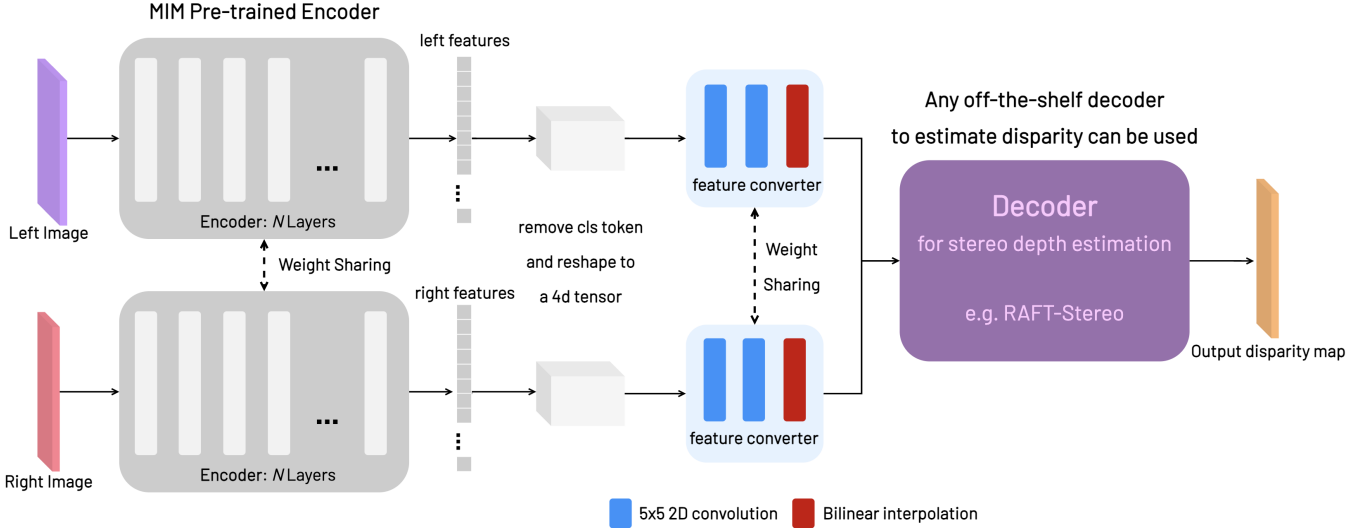 MIM Pre-trained Encoder
left features
Left Image
...
Encoder: N Layers
feature converter
Any off-the-shelf decoder
to estimate disparity can be used
Decoder
for stereo depth estimation
e.g. RAFT-Stereo
Output disparity map
Weight Sharing
remove cls token
and reshape to
a 4d tensor
Weight
Sharing
right features
Right Image
...
Encoder: N Layers
feature converter
5x5 2D convolution
Bilinear interpolation